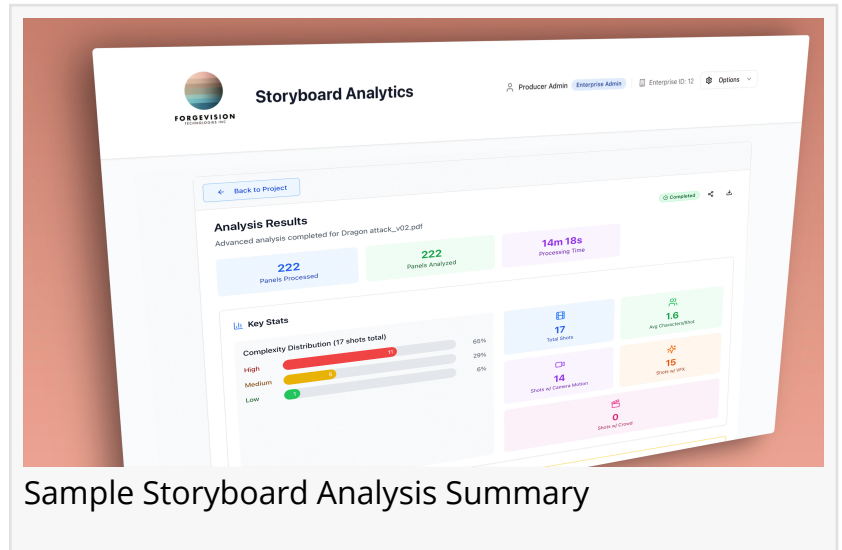 FORGEVISION
TECHNOLOGIES INC
Storyboard Analytics
Producer Admin
Enterprise Admin
Enterprise ID: 12
Options
Back to Project
Completed
Analysis Results
Advanced analysis completed for Dragon attack_v02.pdf
222
Panels Processed
222
Panels Analyzed
14m 18s
Processing Time
Key Stats
Complexity Distribution (17 shots total)
High
11
65%
Medium
5
29%
Low
1
6%
17
Total Shots
1.6
Avg Characters/Shot
14
Shots w/ Camera Motion
15
Shots w/ VFX
0
Shots w/ Crowd
Sample Storyboard Analysis Summary